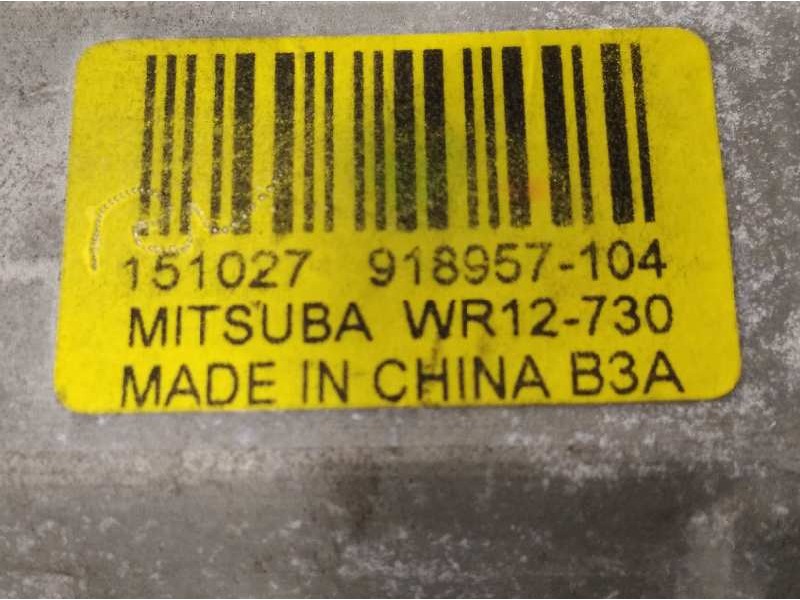 151027 918957-104
MITSUBA WR12-730
MADE IN CHINA B3A